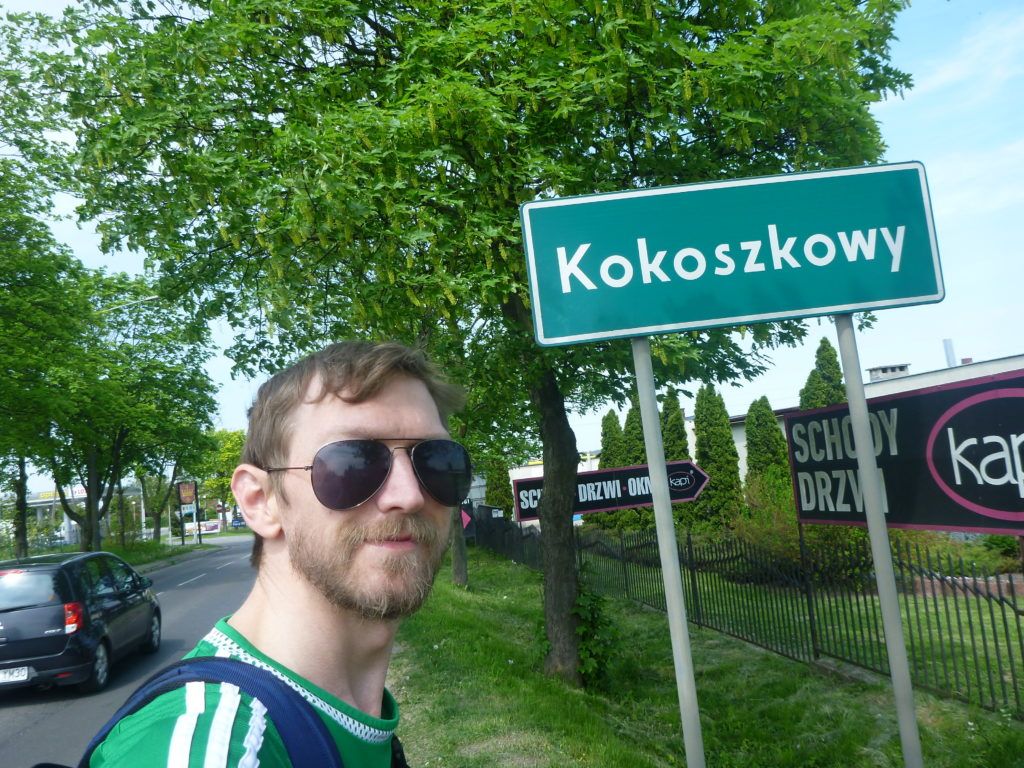 Kokoszkowy
SCHODY
DRZWI
kapi
DRZWI • OKN
kapi